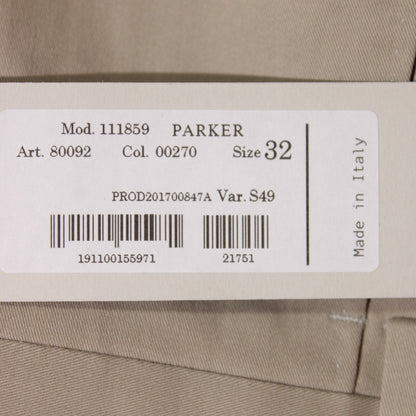 Mod. 111859 PARKER
Art. 80092 Col. 00270 Size 32
PROD201700847A Var. S49
191100155971 21751
Made in Italy